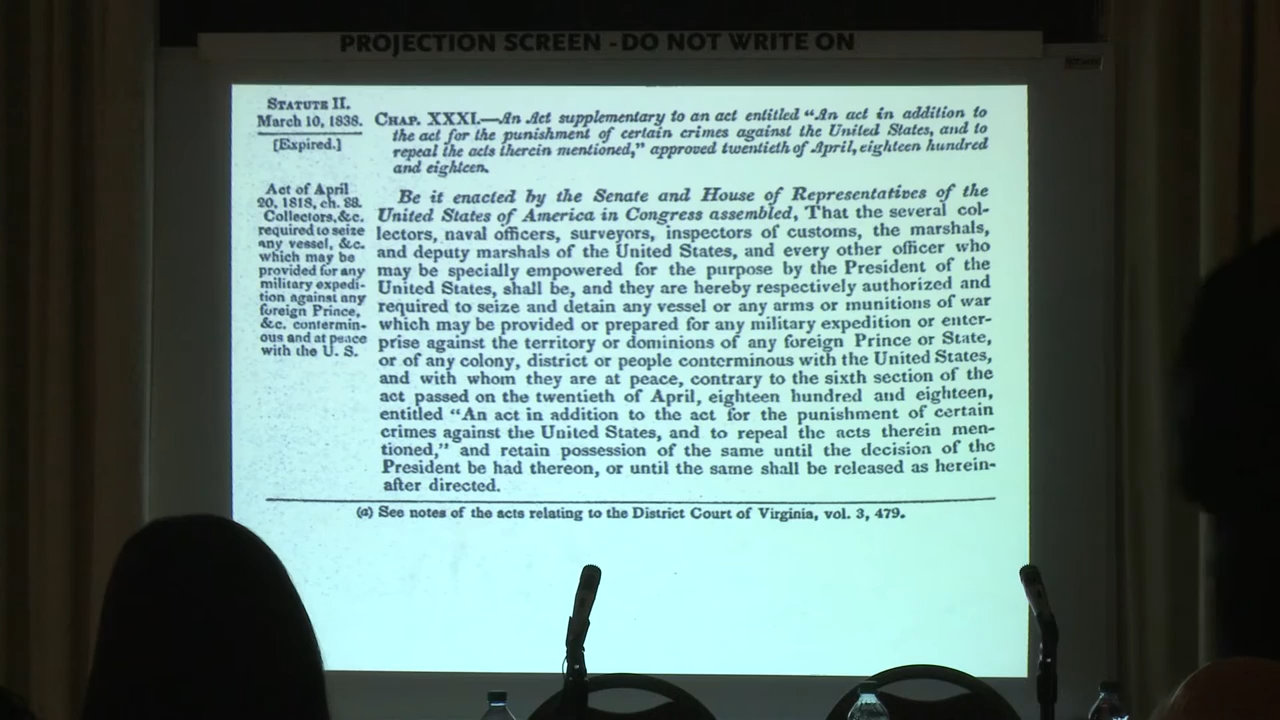 PROJECTION SCREEN - DO NOT WRITE ON
STATUTE II.
March 10, 1838.
[Expired.]
Act of April
20, 1818, ch. 88.
Collectors, &c.
required to seize
any vessel, &c.
which may be
provided for any
military expedi-
tion against any
foreign Prince,
&c. contermin-
ous and at peace
with the U. S.
CHAP. XXXI.—An Act supplementary to an act entitled “An act in addition to
the act for the punishment of certain crimes against the United States, and to
repeal the acts therein mentioned,” approved twentieth of April, eighteen hundred
and eighteen.
Be it enacted by the Senate and House of Representatives of the
United States of America in Congress assembled, That the several col-
lectors, naval officers, surveyors, inspectors of customs, the marshals,
and deputy marshals of the United States, and every other officer who
may be specially empowered for the purpose by the President of the
United States, shall be, and they are hereby respectively authorized and
required to seize and detain any vessel or any arms or munitions of war
which may be provided or prepared for any military expedition or enter-
prise against the territory or dominions of any foreign Prince or State,
or of any colony, district or people conterminous with the United States,
and with whom they are at peace, contrary to the sixth section of the
act passed on the twentieth of April, eighteen hundred and eighteen,
entitled “An act in addition to the act for the punishment of certain
crimes against the United States, and to repeal the acts therein men-
tioned,” and retain possession of the same until the decision of the
President be had thereon, or until the same shall be released as herein-
after directed.
(a) See notes of the acts relating to the District Court of Virginia, vol. 3, 479.